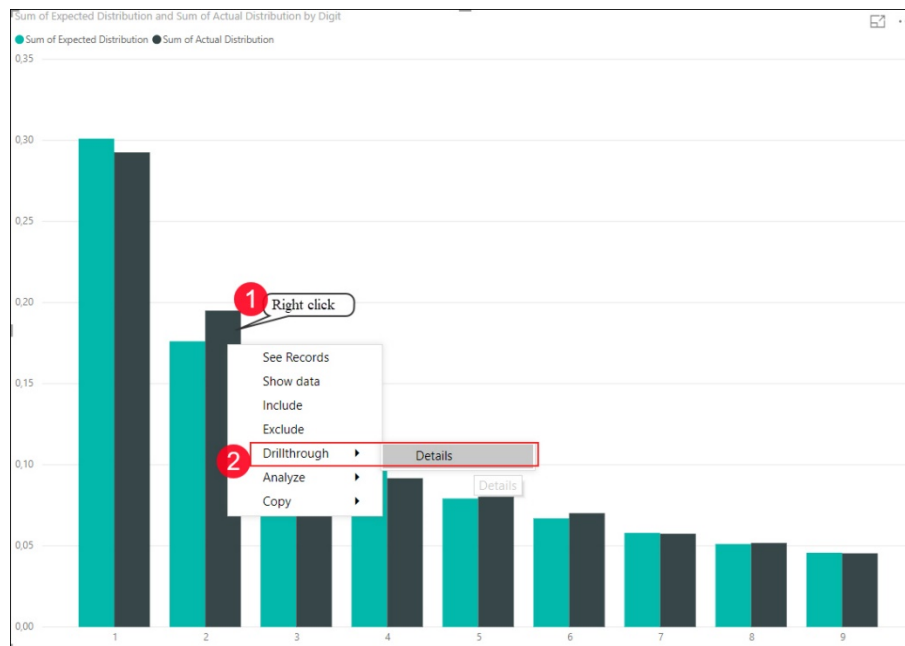 Sum of Expected Distribution and Sum of Actual Distribution by Digit
Sum of Expected Distribution Sum of Actual Distribution
0,35
0,30
0,25
0,20
0,15
0,10
0,05
0,00
1 Right click
See Records
Show data
Include
Exclude
2 Drillthrough Details
Analyze
Details
Copy
1 2 3 4 5 6 7 8 9